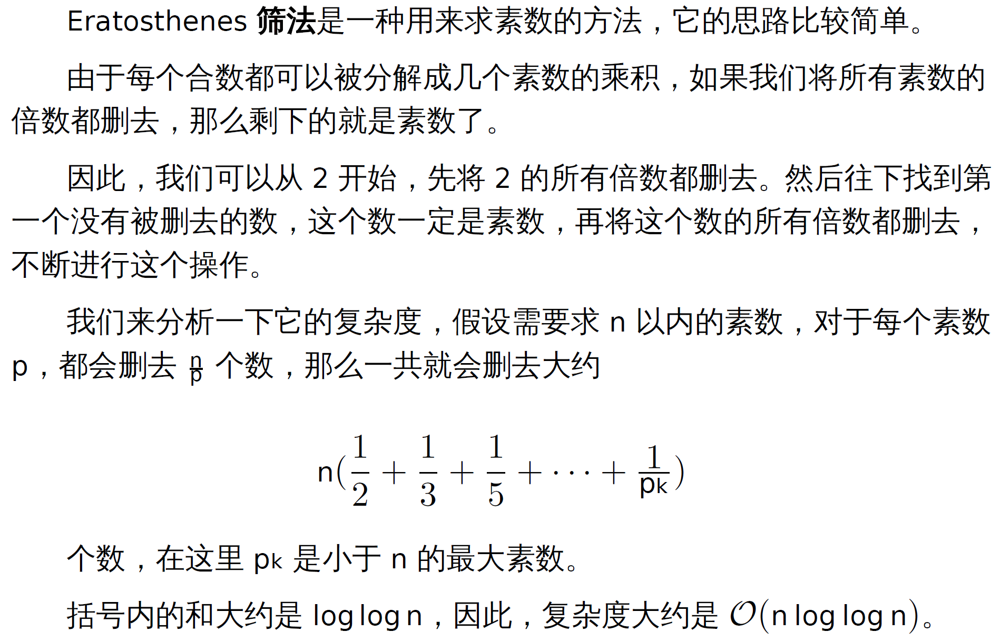 Eratosthenes 筛法是一种用来求素数的方法，它的思路比较简单。
由于每个合数都可以被分解成几个素数的乘积，如果我们将所有素数的
倍数都删去，那么剩下的就是素数了。
因此，我们可以从 2 开始，先将 2 的所有倍数都删去。然后往下找到第
一个没有被删去的数，这个数一定是素数，再将这个数的所有倍数都删去，
不断进行这个操作。
我们来分析一下它的复杂度，假设需要求 n 以内的素数，对于每个素数
p，都会删去 \frac{n}{p} 个数，那么一共就会删去大约
n(\frac{1}{2} + \frac{1}{3} + \frac{1}{5} + \cdots + \frac{1}{p_k})
个数，在这里 p_k 是小于 n 的最大素数。
括号内的和大约是 log log n，因此，复杂度大约是 \mathcal{O}(n log log n)。